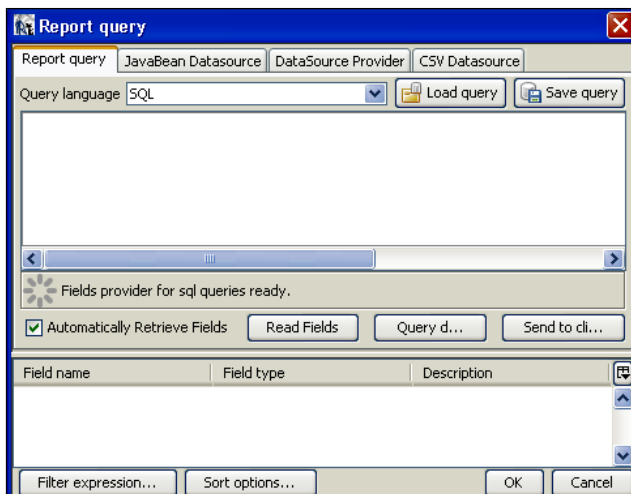 Report query
Report query JavaBean Datasource DataSource Provider CSV Datasource
Query language SQL Load query Save query
Fields provider for sql queries ready.
Automatically Retrieve Fields Read Fields Query d... Send to cli...
Field name Field type Description
Filter expression... Sort options... OK Cancel